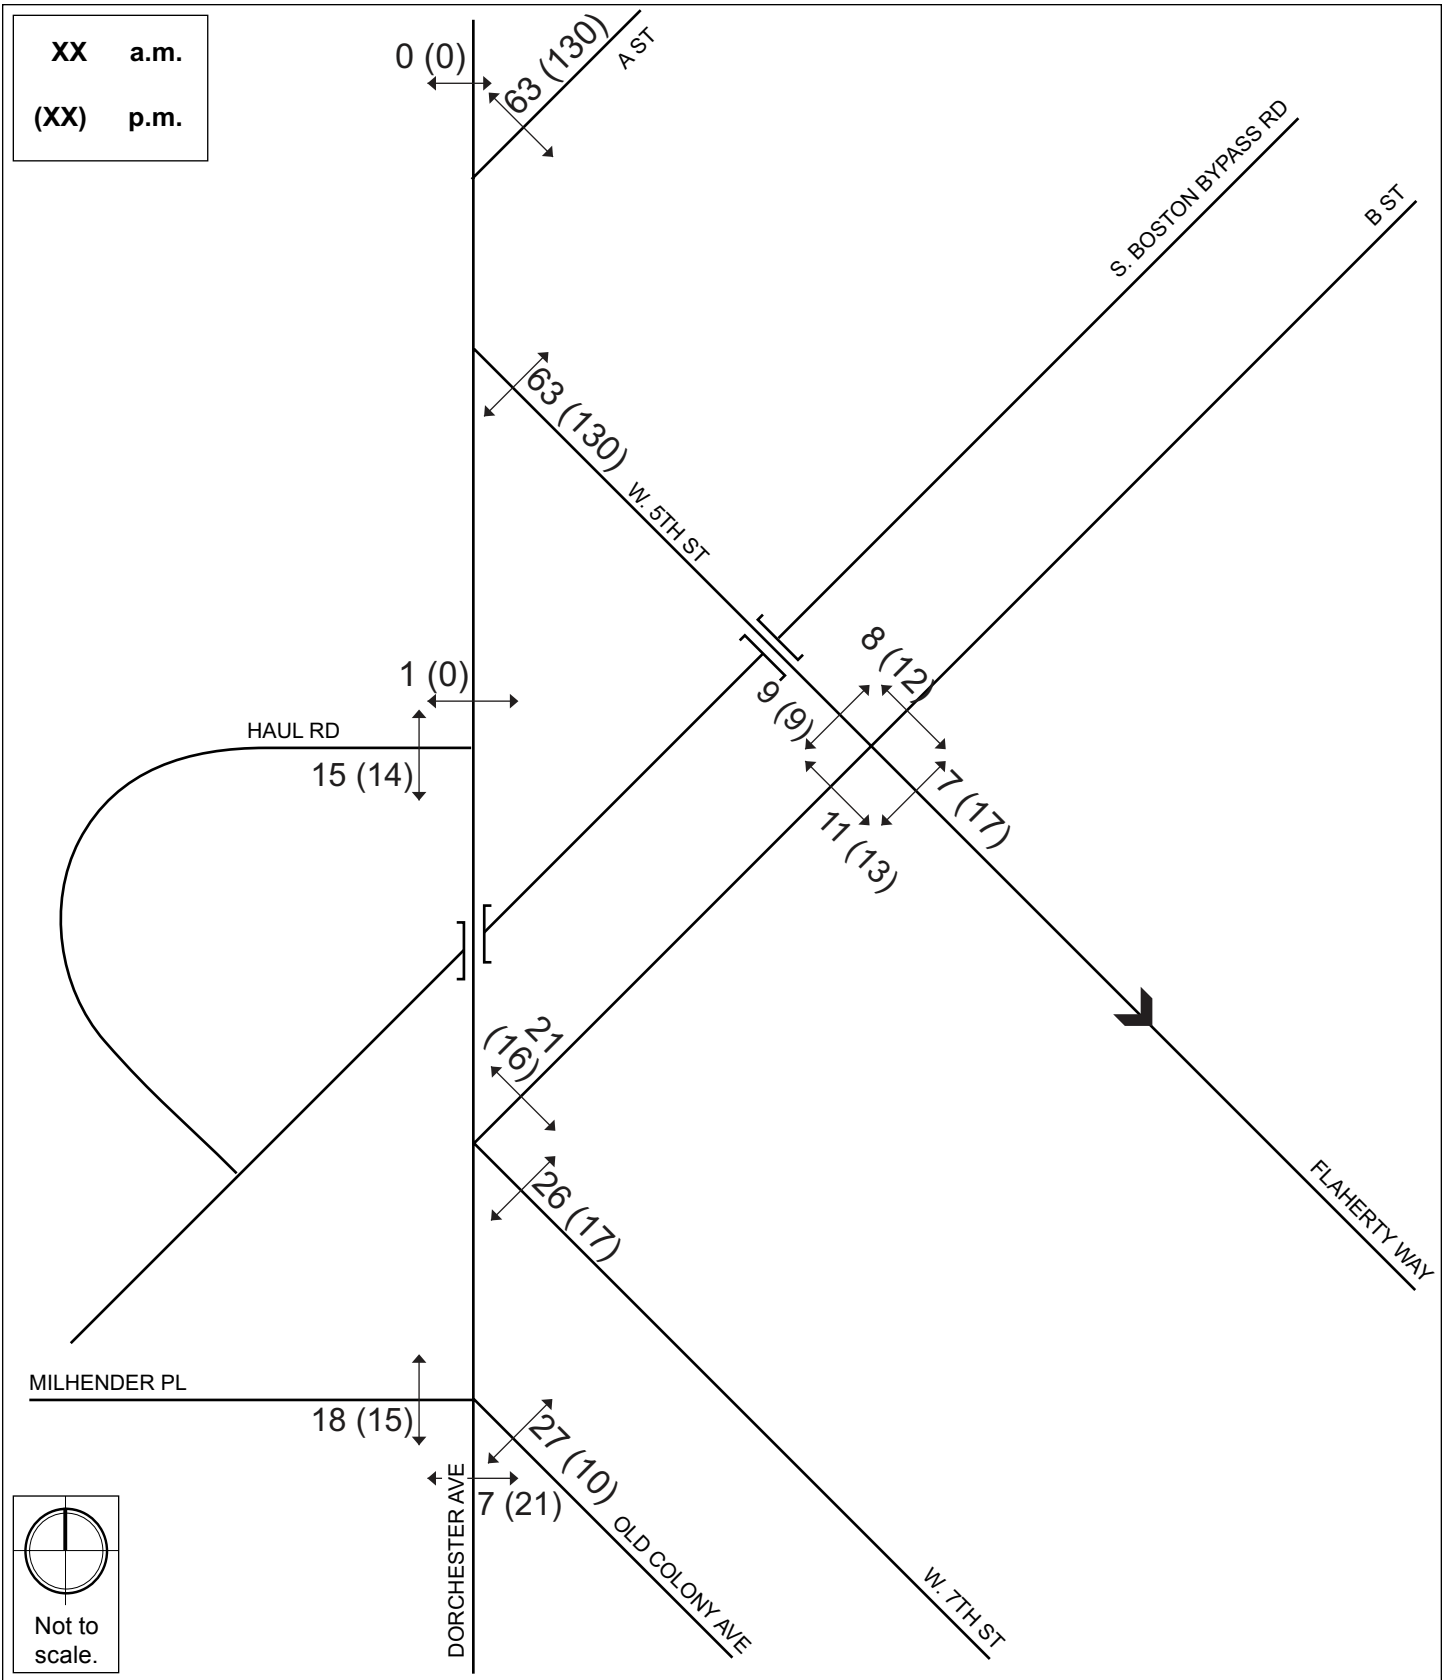 XX a.m.
(XX) p.m.
0 (0)
63 (130)
A ST
S. BOSTON BYPASS RD
B ST
63 (130)
W. 5TH ST
8 (12)
9 (9)
1 (0)
HAUL RD
15 (14)
7 (17)
11 (13)
21
(16)
26 (17)
FLAHERTY WAY
MILHENDER PL
18 (15)
27 (10)
7 (21)
DORCHESTER AVE
OLD COLONY AVE
W. 7TH ST
Not to
scale.